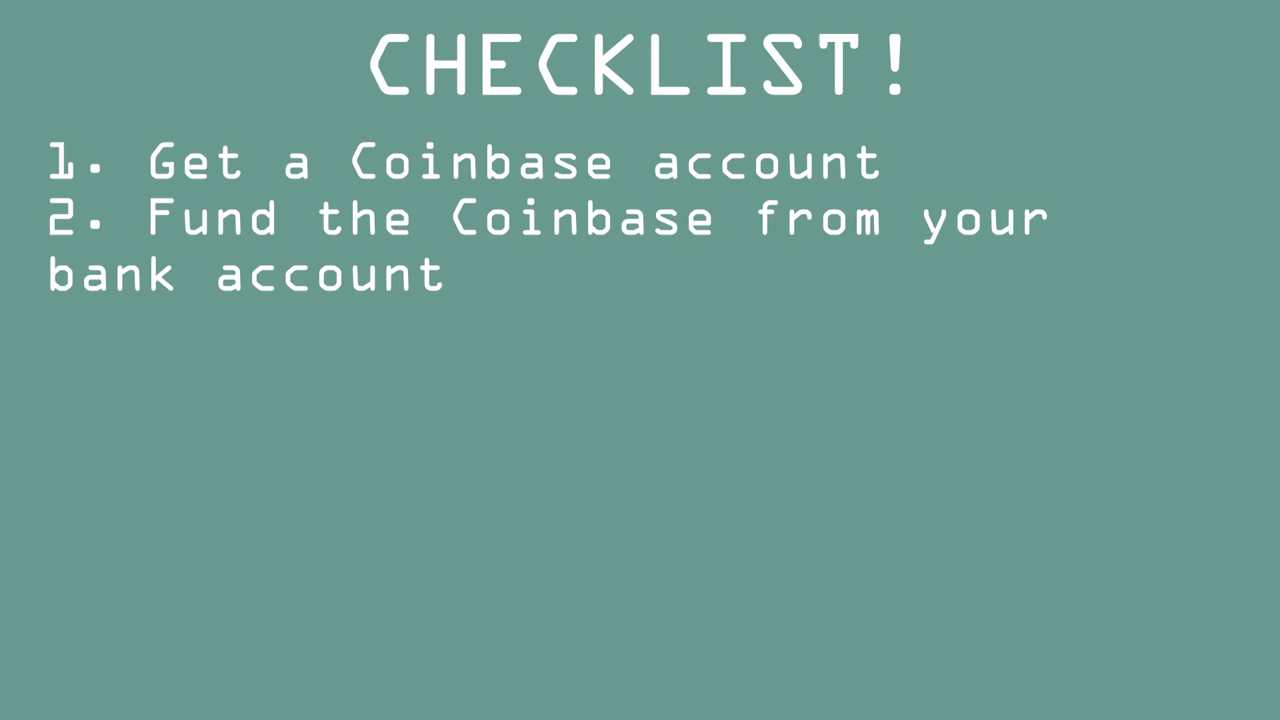 CHECKLIST!
1. Get a Coinbase account
2. Fund the Coinbase from your
bank account